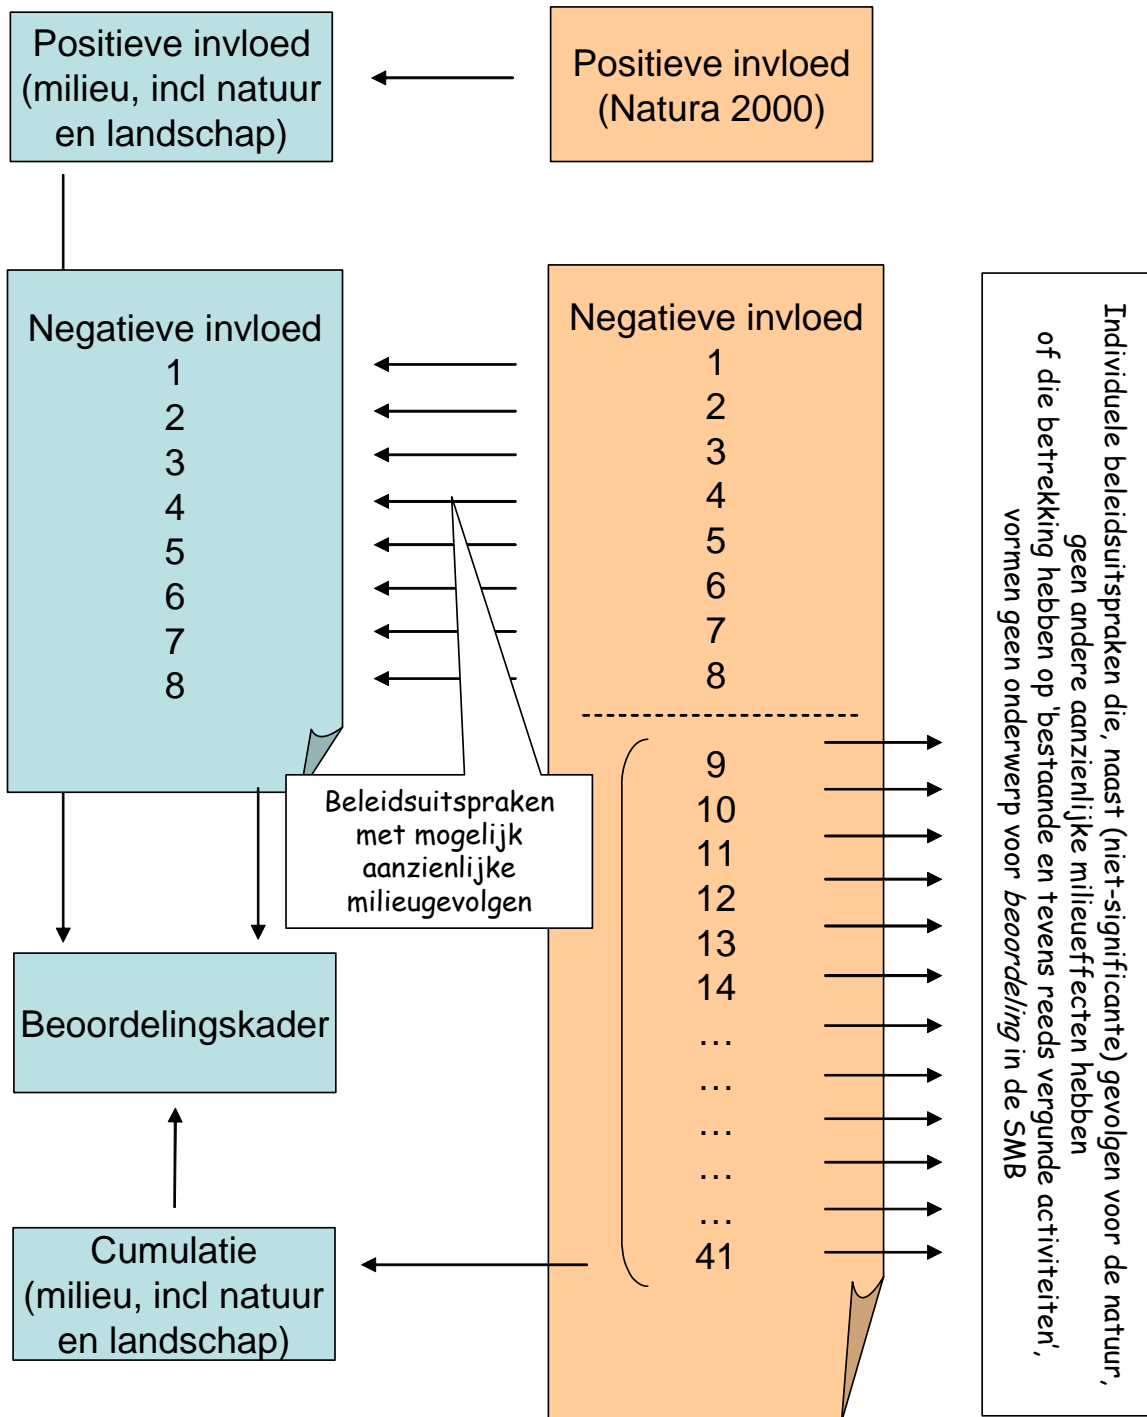 Positieve invloed
(milieu, incl natuur
en landschap)
Positieve invloed
(Natura 2000)
Negatieve invloed
1
2
3
4
5
6
7
8
Negatieve invloed
1
2
3
4
5
6
7
8
9
10
11
12
13
14
...
...
...
...
...
41
Beleidsuitspraken
met mogelijk
aanzienlijke
milieugevolgen
Beoordelingskader
Cumulatie
(milieu, incl natuur
en landschap)
Individuele beleidsuitspraken die, naast (niet-significante) gevolgen voor de natuur,
geen andere aanzienlijke milieueffecten hebben
of die betrekking hebben op 'bestaande en tevens reeds vergunde activiteiten',
vormen geen onderwerp voor beoordeling in de SMB